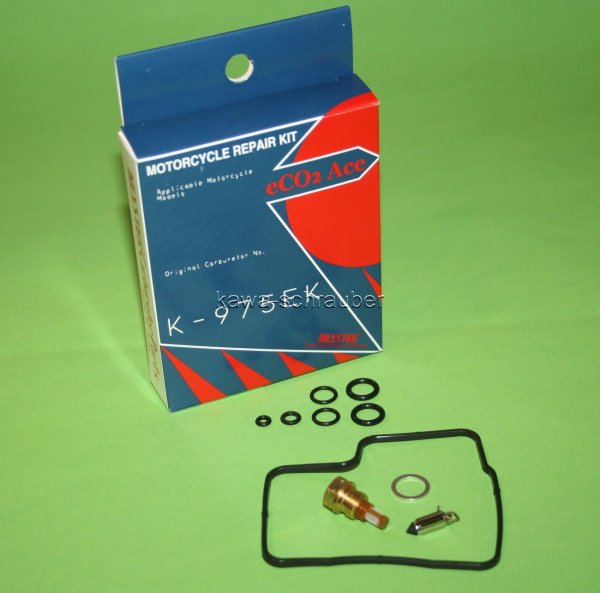 MOTORCYCLE REPAIR KIT
eCO2 Ace
Applicable Motorcycle
Models
Original Carburetor No.
kawa-schrauber
K-975EK
KEYSTER